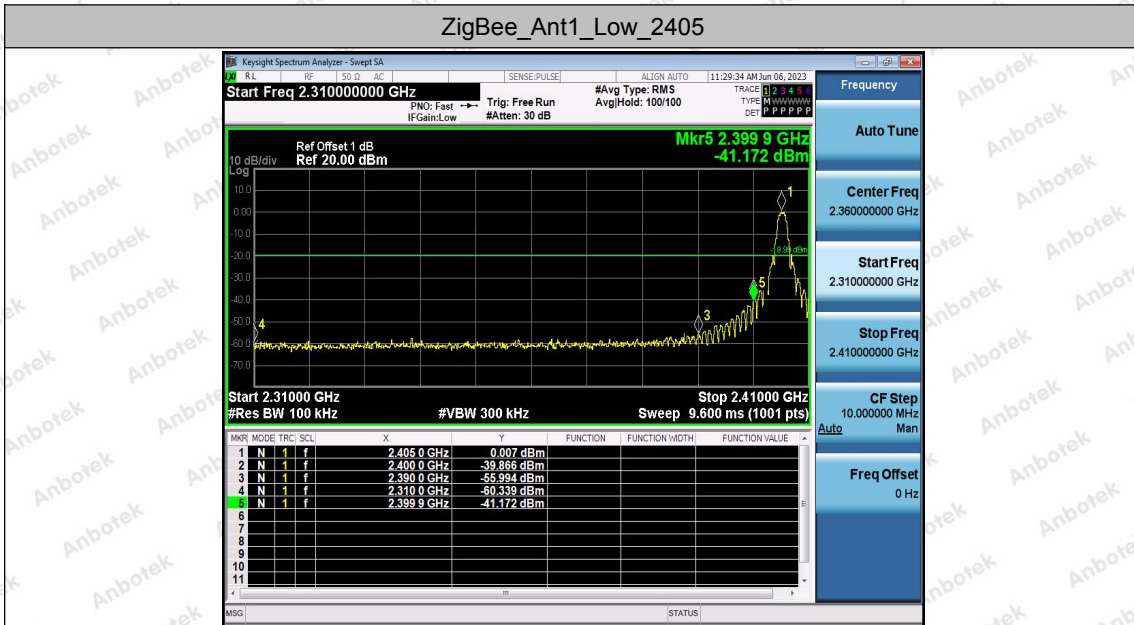 ZigBee_Ant1_Low_2405
Keysight Spectrum Analyzer - Swept SA
LXI RL RF 50 Ω AC SENSE:PULSE ALIGN AUTO 11:29:34 AM Jun 06, 2023
Start Freq 2.310000000 GHz
PNO: Fast
IFGain:Low
Trig: Free Run
#Atten: 30 dB
#Avg Type: RMS
Avg|Hold: 100/100
TRACE 1 2 3 4 5 6
TYPE M W W W W W
DET P P P P P P
Ref Offset 1 dB
Ref 20.00 dBm
10 dB/div
Log
Mkr5 2.399 9 GHz
-41.172 dBm
10.0
0.00
-10.0
-20.0
-30.0
-40.0
-50.0
-60.0
-70.0
1
-19.99 dBm
5
3
4
Start 2.31000 GHz
Stop 2.41000 GHz
#Res BW 100 kHz
#VBW 300 kHz
Sweep 9.600 ms (1001 pts)
MKR MODE TRC SCL X Y FUNCTION FUNCTION WIDTH FUNCTION VALUE
1 N 1 f 2.405 0 GHz 0.007 dBm
2 N 1 f 2.400 0 GHz -39.866 dBm
3 N 1 f 2.390 0 GHz -55.994 dBm
4 N 1 f 2.310 0 GHz -60.339 dBm
5 N 1 f 2.399 9 GHz -41.172 dBm
6
7
8
9
10
11
MSG
STATUS
Frequency
Auto Tune
Center Freq
2.360000000 GHz
Start Freq
2.310000000 GHz
Stop Freq
2.410000000 GHz
CF Step
10.000000 MHz
Auto Man
Freq Offset
0 Hz
Anbotek